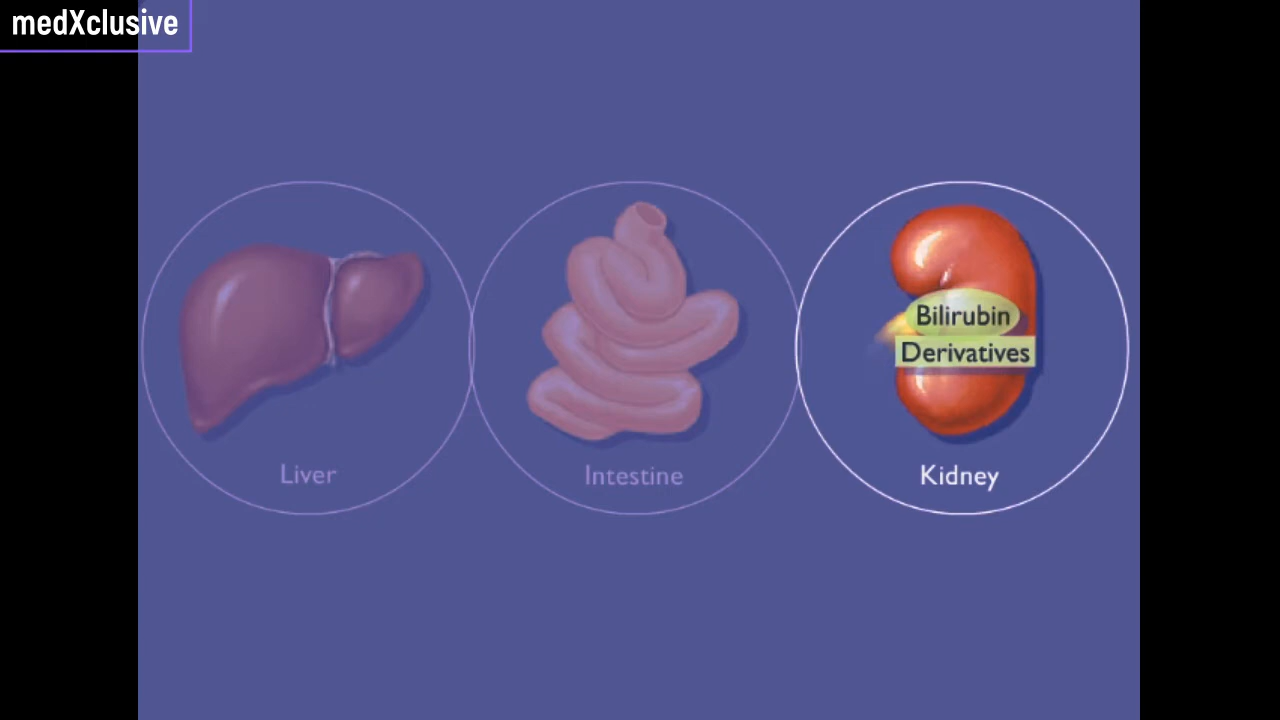 medXclusive
Bilirubin
Derivatives
Liver
Intestine
Kidney